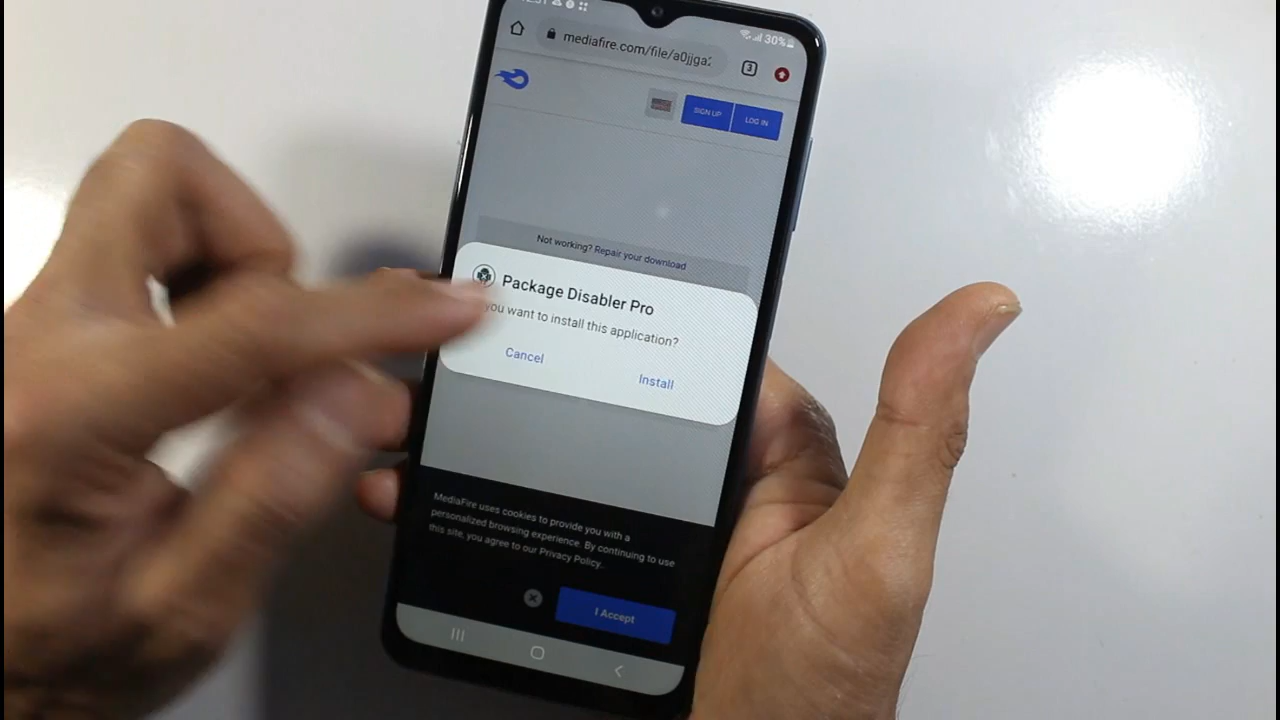 30%
mediafire.com/file/a0jjga
3
SIGN UP
LOG IN
Not working? Repair your download
Package Disabler Pro
you want to install this application?
Cancel
Install
MediaFire uses cookies to provide you with a
personalized browsing experience. By continuing to use
this site, you agree to our Privacy Policy.
I Accept